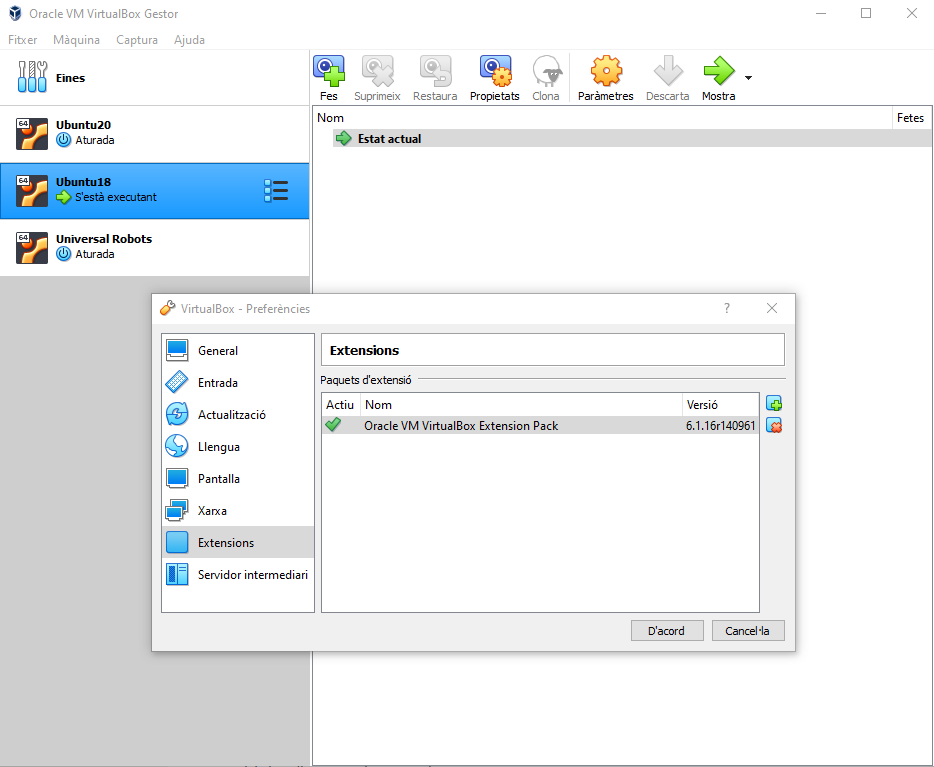 Oracle VM VirtualBox Gestor
Fitxer Màquina Captura Ajuda
Eines
Fes Suprimeix Restaura Propietats Clona Paràmetres Descarta Mostra
Nom Fetes
Estat actual
64 Ubuntu20
Aturada
64 Ubuntu18
S'està executant
64 Universal Robots
Aturada
VirtualBox - Preferències ?
General
Entrada
Actualització
Llengua
Pantalla
Xarxa
Extensions
Servidor intermediari
Extensions
Paquets d'extensió
Actiu Nom Versió
Oracle VM VirtualBox Extension Pack 6.1.16r140961
D'acord Cancel·la